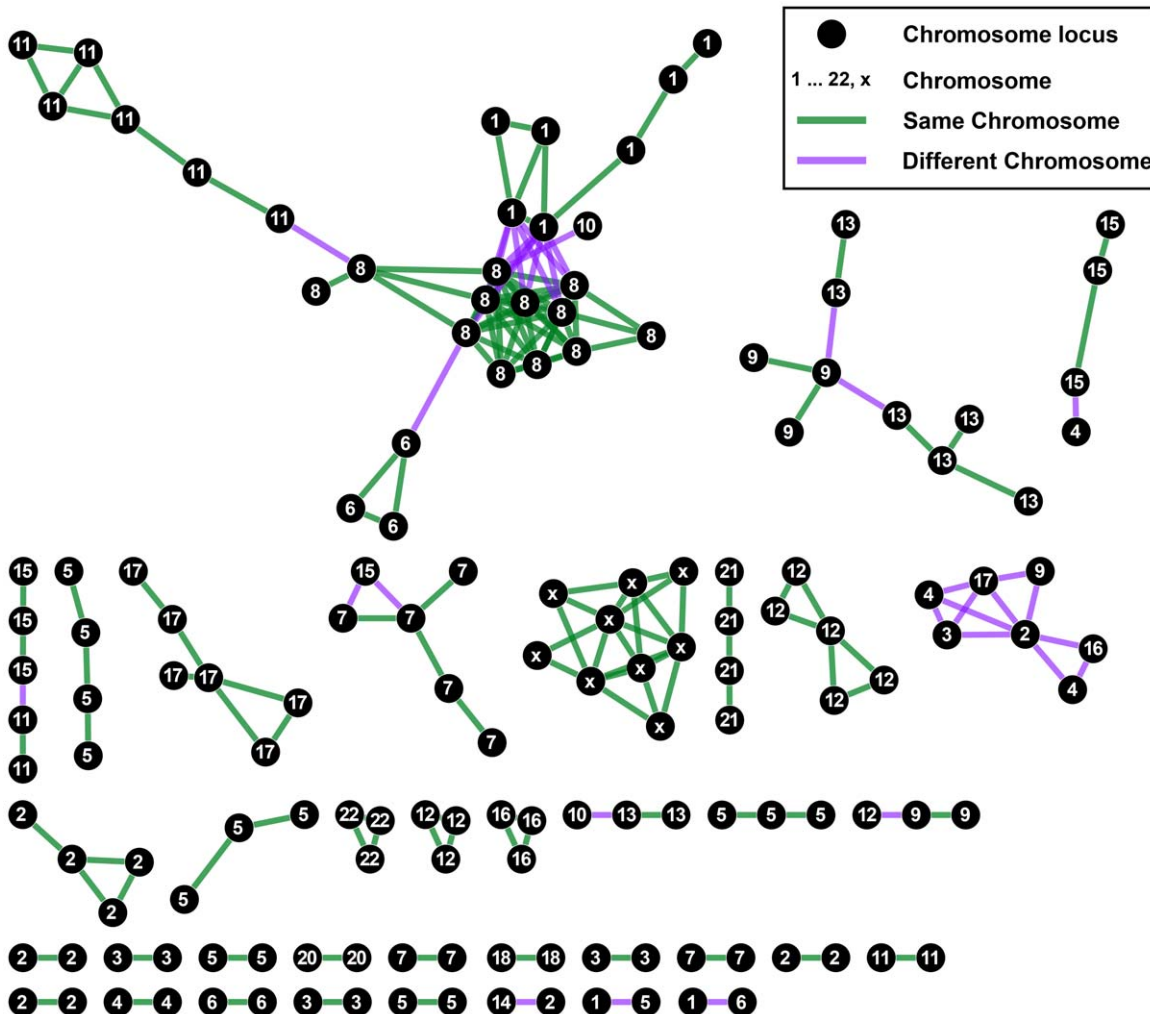 Chromosome locus
1 ... 22, x Chromosome
Same Chromosome
Different Chromosome
11 11 11 11 11 11
1 1 1 1 1 1 1
10
8 8 8 8 8 8 8 8 8 8 8 8
6 6 6
13 13 9 9 9 13 13 13 13
15 15 15 4
15 15 15 11 11
5 5 5 5
17 17 17 17 17 17
15 7 7 7 7 7
x x x x x x x x x
21 21 21 21
12 12 12 12 12
4 17 9 3 2 16 4
2 2 2 2
5 5 5
22 22 22
12 12 12
16 16 16
10 13 13
5 5 5
12 9 9
2 2 3 3 5 5 20 20 7 7 18 18 3 3 7 7 2 2 11 11
2 2 4 4 6 6 3 3 5 5 14 2 1 5 1 6